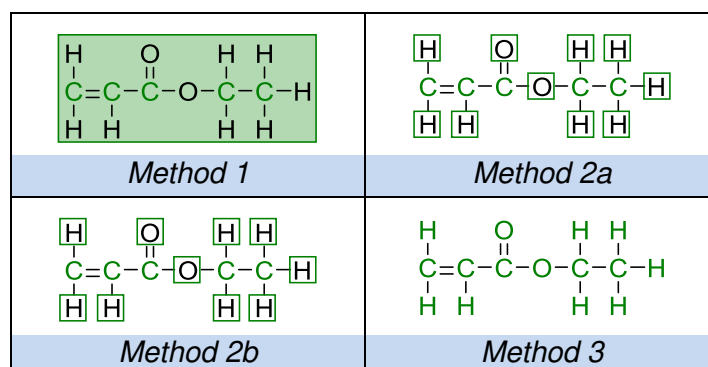 H O H H
C=C–C–O–C–C–H
H H H H
Method 1
H O H H
C=C–C–O–C–C–H
H H H H
Method 2a
H O H H
C=C–C–O–C–C–H
H H H H
Method 2b
H O H H
C=C–C–O–C–C–H
H H H H
Method 3